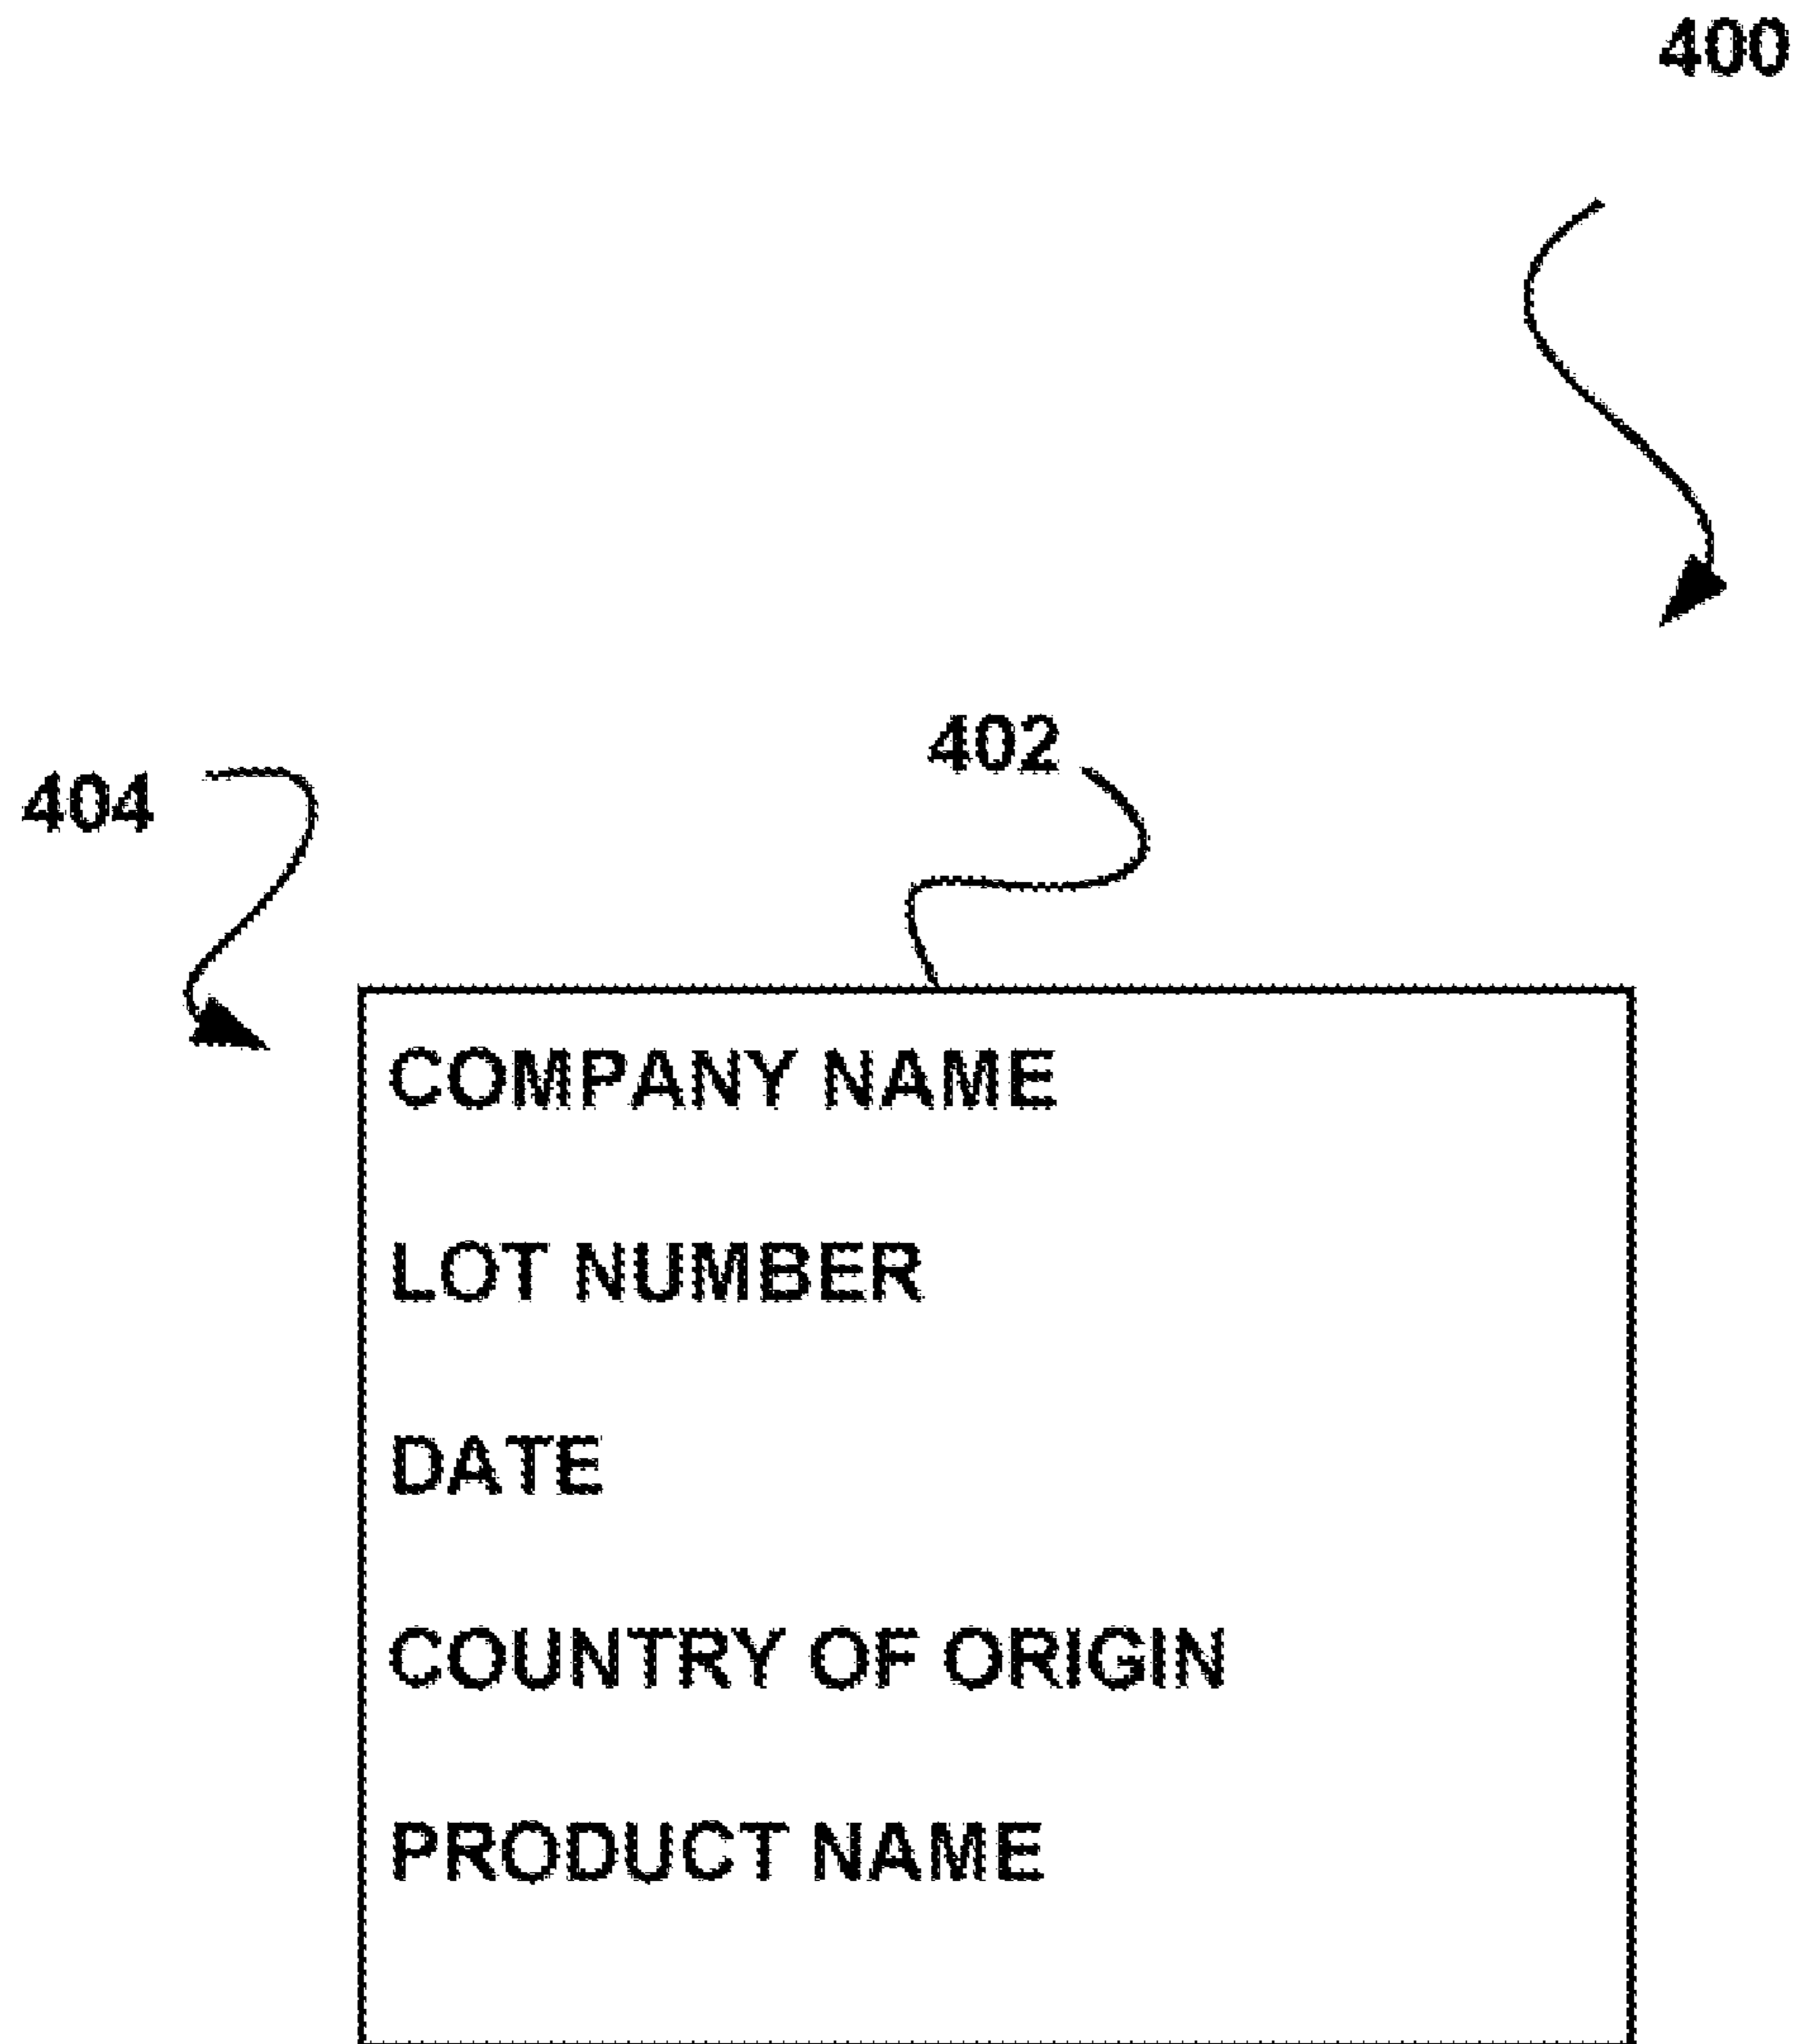 400
402
404
COMPANY NAME
LOT NUMBER
DATE
COUNTRY OF ORIGIN
PRODUCT NAME